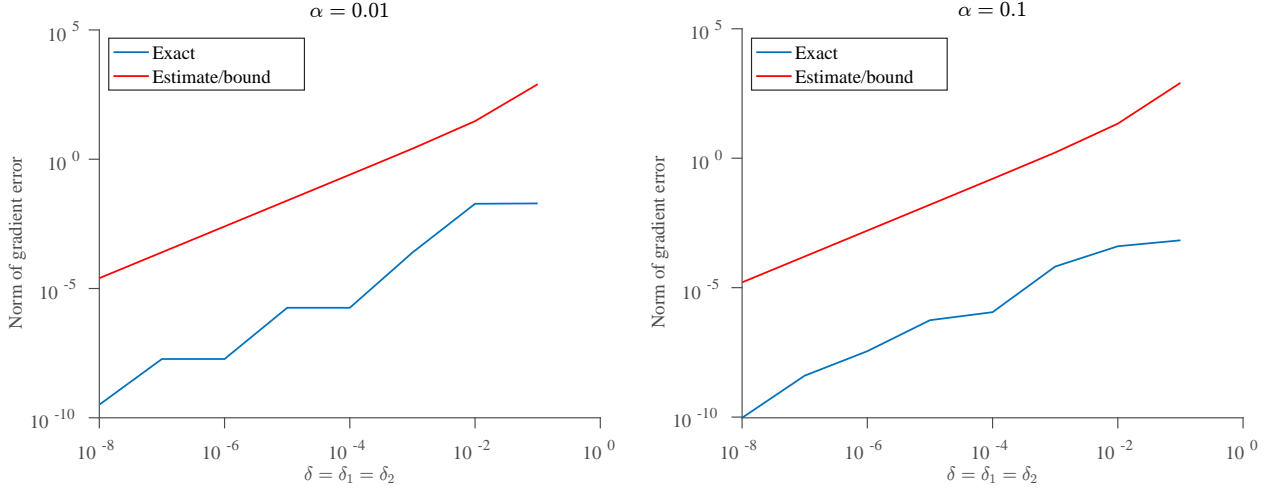 α = 0.01
10^5
10^0
10^-5
10^-10
Norm of gradient error
Exact
Estimate/bound
10^-8
10^-6
10^-4
10^-2
10^0
δ = δ₁ = δ₂
α = 0.1
10^5
10^0
10^-5
10^-10
Norm of gradient error
Exact
Estimate/bound
10^-8
10^-6
10^-4
10^-2
10^0
δ = δ₁ = δ₂